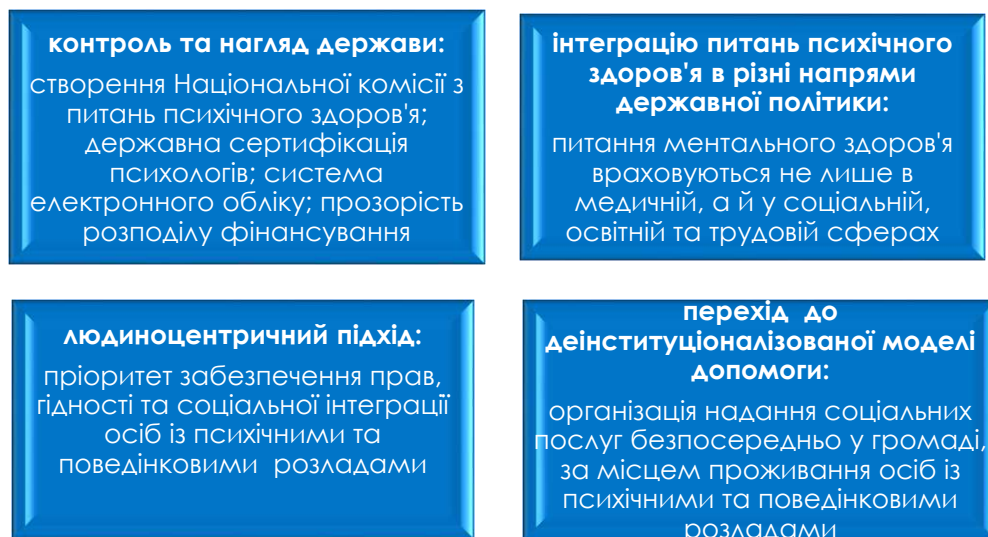 контроль та нагляд держави:
створення Національної комісії з
питань психічного здоров'я;
державна сертифікація
психологів; система
електронного обліку; прозорість
розподілу фінансування
інтеграцію питань психічного
здоров'я в різні напрями
державної політики:
питання ментального здоров'я
враховуються не лише в
медичній, а й у соціальній,
освітній та трудовій сферах
людиноцентричний підхід:
пріоритет забезпечення прав,
гідності та соціальної інтеграції
осіб із психічними та
поведінковими розладами
перехід до
деінституціоналізованої моделі
допомоги:
організація надання соціальних
послуг безпосередньо у громаді,
за місцем проживання осіб із
психічними та поведінковими
розладами